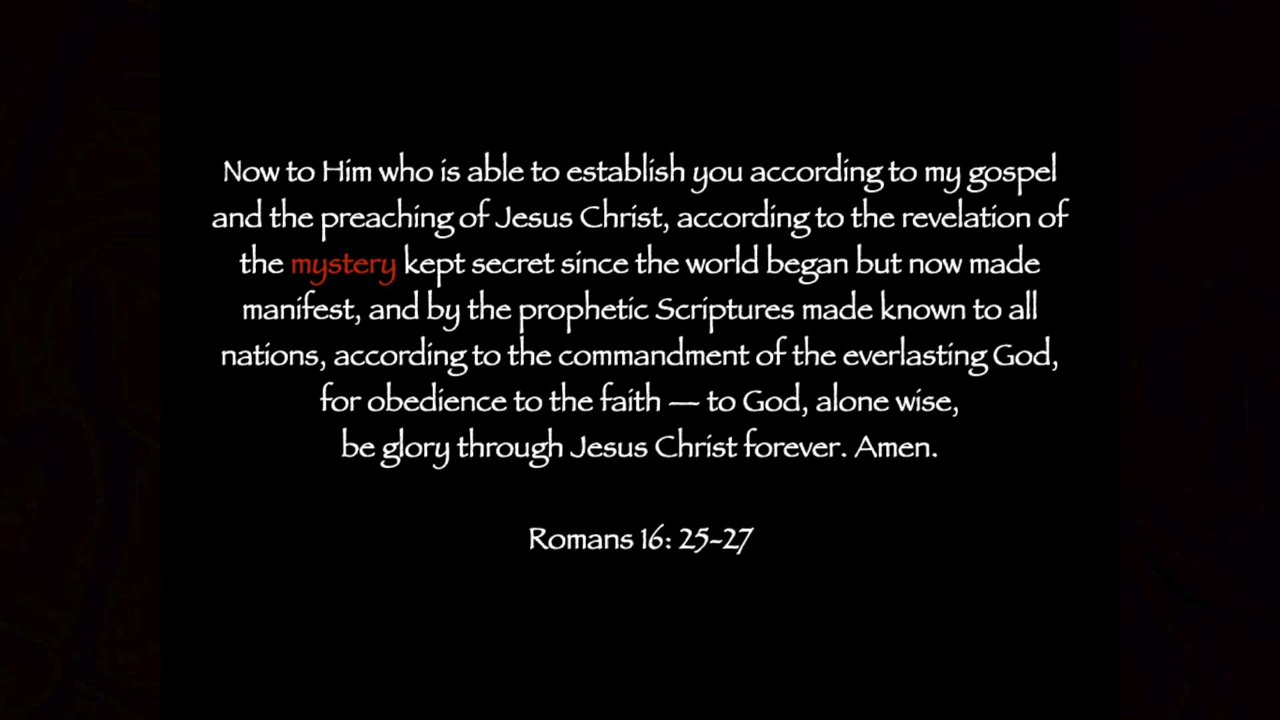 Now to Him who is able to establish you according to my gospel
and the preaching of Jesus Christ, according to the revelation of
the mystery kept secret since the world began but now made
manifest, and by the prophetic Scriptures made known to all
nations, according to the commandment of the everlasting God,
for obedience to the faith — to God, alone wise,
be glory through Jesus Christ forever. Amen.
Romans 16: 25-27